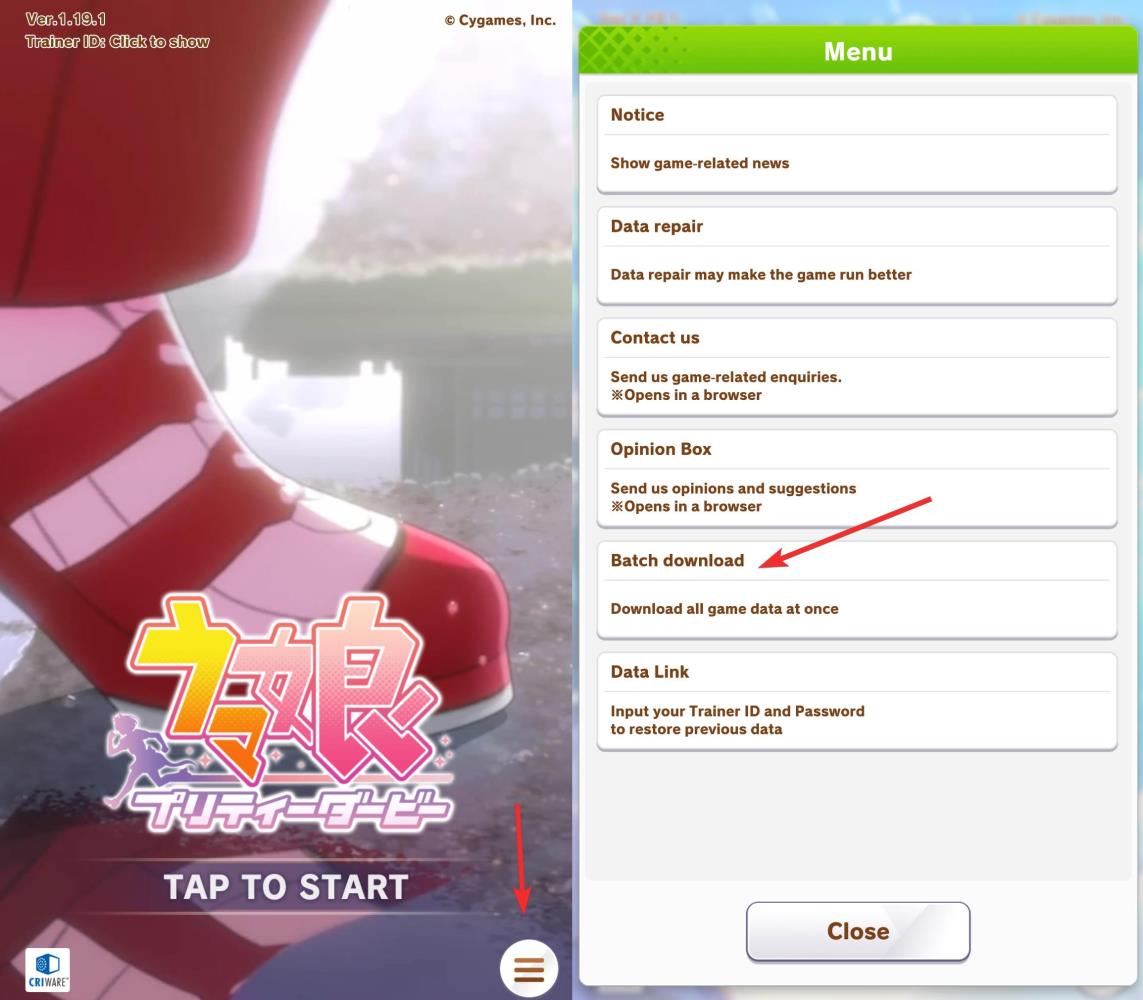 Ver.1.19.1
Trainer ID: Click to show
© Cygames, Inc.
ウマ娘
プリティーダービー
TAP TO START
CRIWARE™
Menu
Notice
Show game-related news
Data repair
Data repair may make the game run better
Contact us
Send us game-related enquiries.
※Opens in a browser
Opinion Box
Send us opinions and suggestions
※Opens in a browser
Batch download
Download all game data at once
Data Link
Input your Trainer ID and Password
to restore previous data
Close